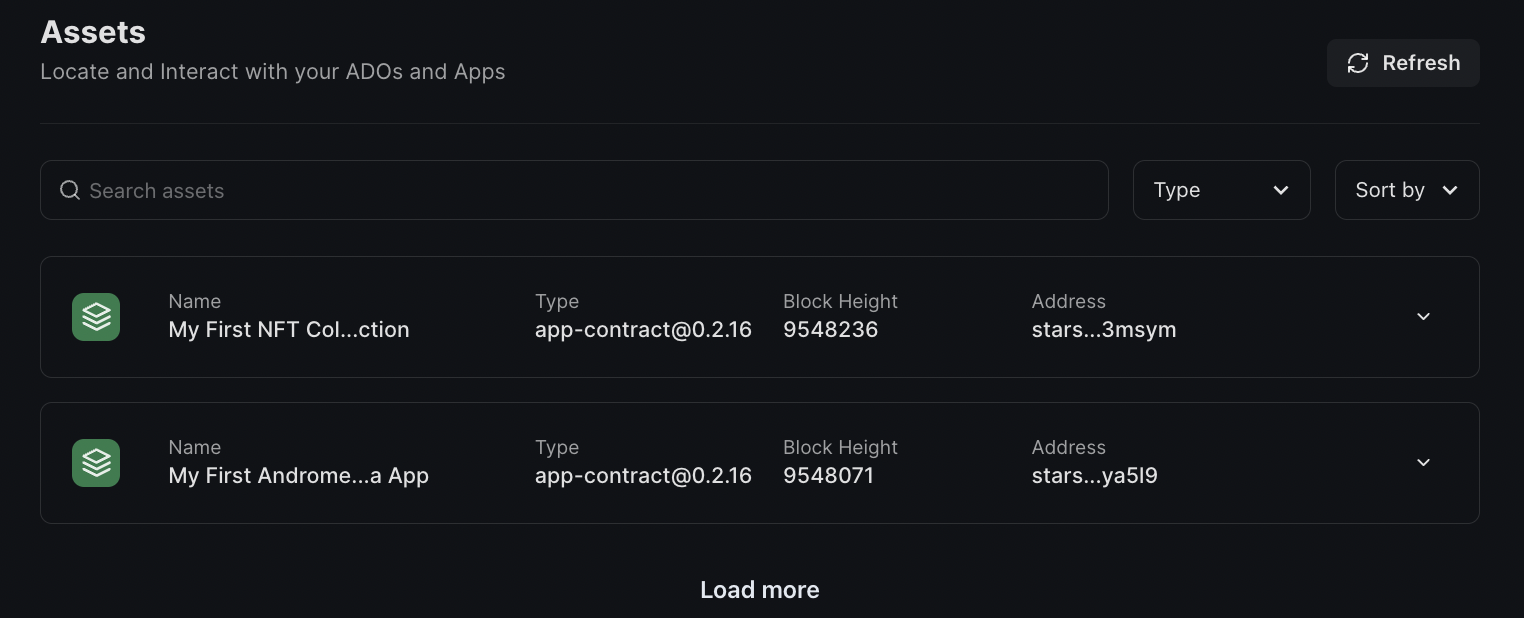 Assets
Locate and Interact with your ADOs and Apps
Refresh
Search assets
Type
Sort by
Name Type Block Height Address
My First NFT Col...ction app-contract@0.2.16 9548236 stars...3msym
Name Type Block Height Address
My First Androme...a App app-contract@0.2.16 9548071 stars...ya5l9
Load more